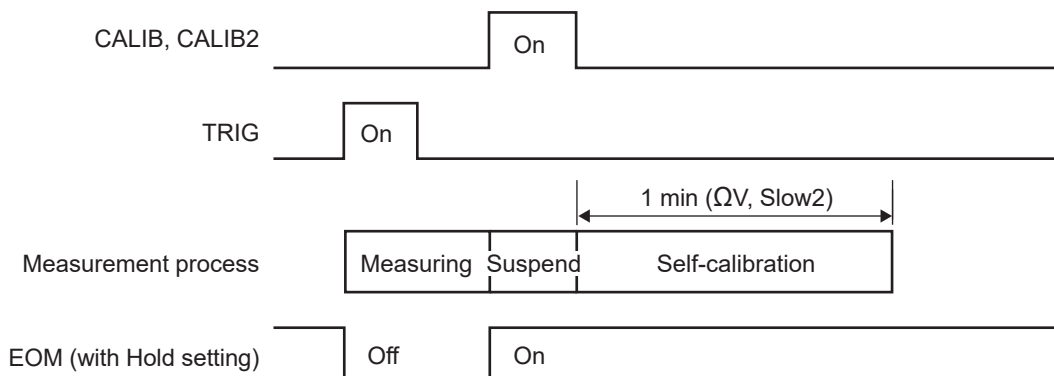 CALIB, CALIB2
On
TRIG
On
1 min (ΩV, Slow2)
Measurement process
Measuring
Suspend
Self-calibration
EOM (with Hold setting)
Off
On